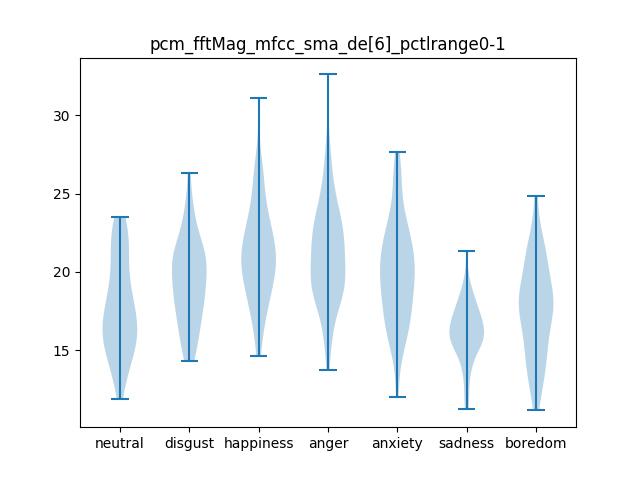 pcm_fftMag_mfcc_sma_de[6]_pctlrange0-1
30
25
20
15
neutral disgust happiness anger anxiety sadness boredom